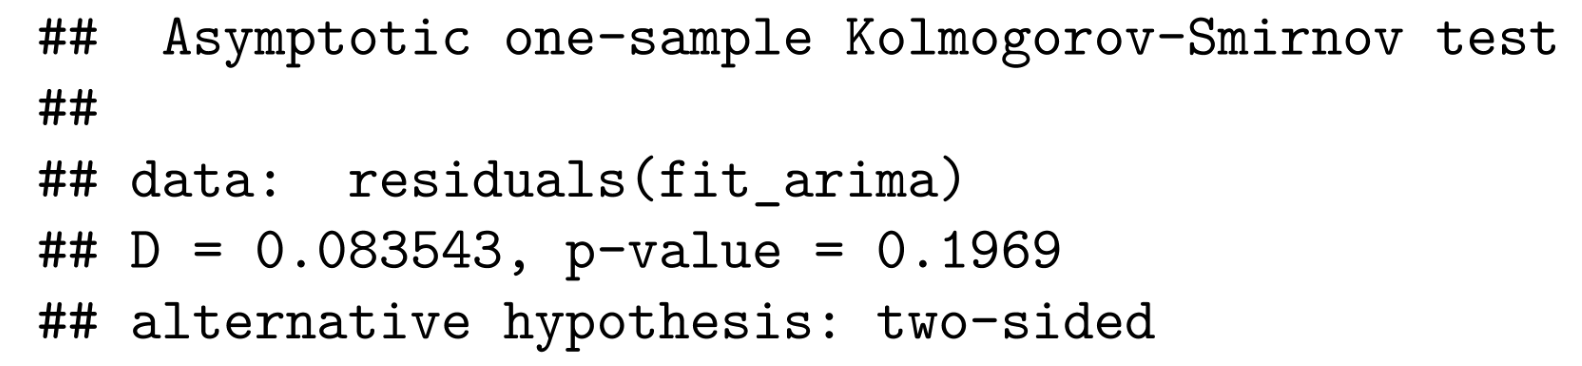 ##  Asymptotic one-sample Kolmogorov-Smirnov test
##
## data:  residuals(fit_arima)
## D = 0.083543, p-value = 0.1969
## alternative hypothesis: two-sided